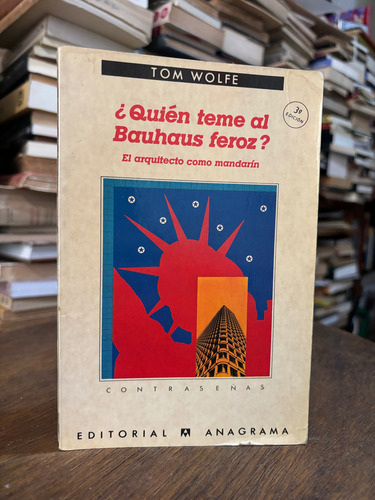 TOM WOLFE
¿Quién teme al
Bauhaus feroz?
El arquitecto como mandarín
3ª
EDICIÓN
CONTRASEÑAS
EDITORIAL A ANAGRAMA